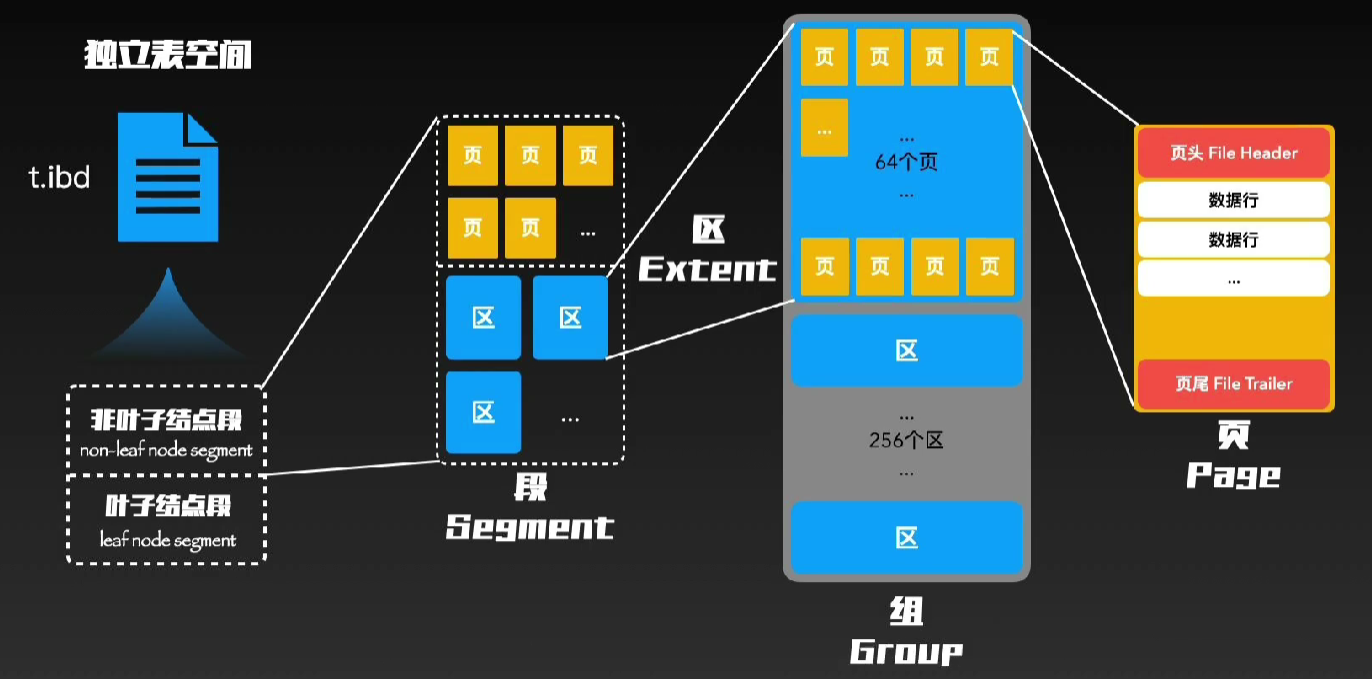 独立表空间
t.ibd
非叶子结点段
non-leaf node segment
叶子结点段
leaf node segment
页 页 页
页 页 ...
区 区
区 ...
段
Segment
区
Extent
页 页 页 页
...
...
64个页
...
页 页 页 页
区
...
256个区
...
区
组
Group
页头 File Header
数据行
数据行
...
页尾 File Trailer
页
Page